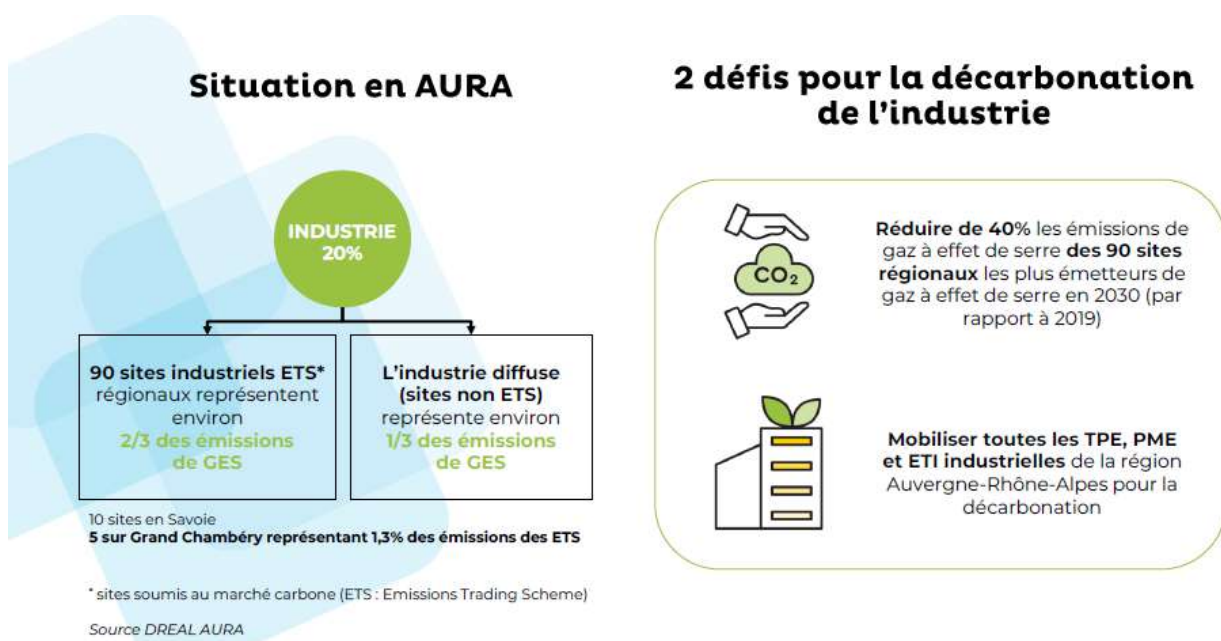 Situation en AURA
INDUSTRIE
20%
90 sites industriels ETS*
régionaux représentent
environ
2/3 des émissions
de GES
L'industrie diffuse
(sites non ETS)
représente environ
1/3 des émissions
de GES
10 sites en Savoie
5 sur Grand Chambéry représentant 1,3% des émissions des ETS
* sites soumis au marché carbone (ETS : Emissions Trading Scheme)
Source DREAL AURA
2 défis pour la décarbonation
de l'industrie
CO₂
Réduire de 40% les émissions de
gaz à effet de serre des 90 sites
régionaux les plus émetteurs de
gaz à effet de serre en 2030 (par
rapport à 2019)
Mobiliser toutes les TPE, PME
et ETI industrielles de la région
Auvergne-Rhône-Alpes pour la
décarbonation